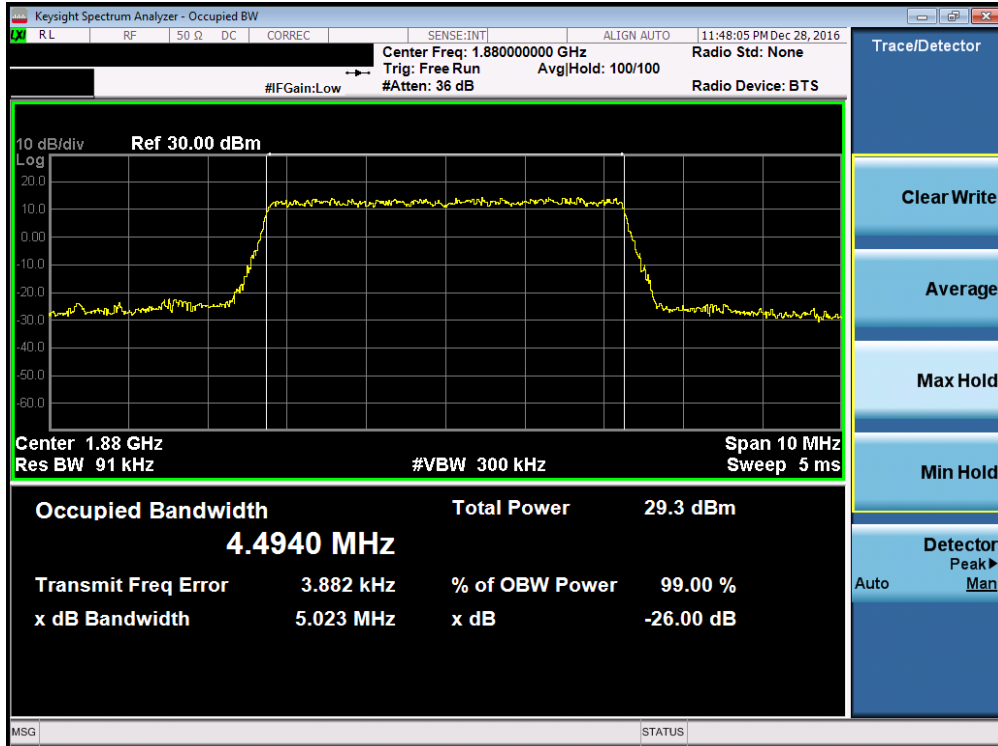 Keysight Spectrum Analyzer - Occupied BW
LXI RL RF 50 Ω DC CORREC SENSE:INT ALIGN AUTO 11:48:05 PM Dec 28, 2016
Center Freq: 1.880000000 GHz Radio Std: None
Trig: Free Run Avg|Hold: 100/100
#IFGain:Low #Atten: 36 dB Radio Device: BTS
Trace/Detector
10 dB/div Ref 30.00 dBm
Log
20.0
10.0
0.00
-10.0
-20.0
-30.0
-40.0
-50.0
-60.0
Center 1.88 GHz Span 10 MHz
Res BW 91 kHz #VBW 300 kHz Sweep 5 ms
Occupied Bandwidth Total Power 29.3 dBm
4.4940 MHz
Transmit Freq Error 3.882 kHz % of OBW Power 99.00 %
x dB Bandwidth 5.023 MHz x dB -26.00 dB
Clear Write
Average
Max Hold
Min Hold
Detector
Peak▶
Auto Man
MSG STATUS